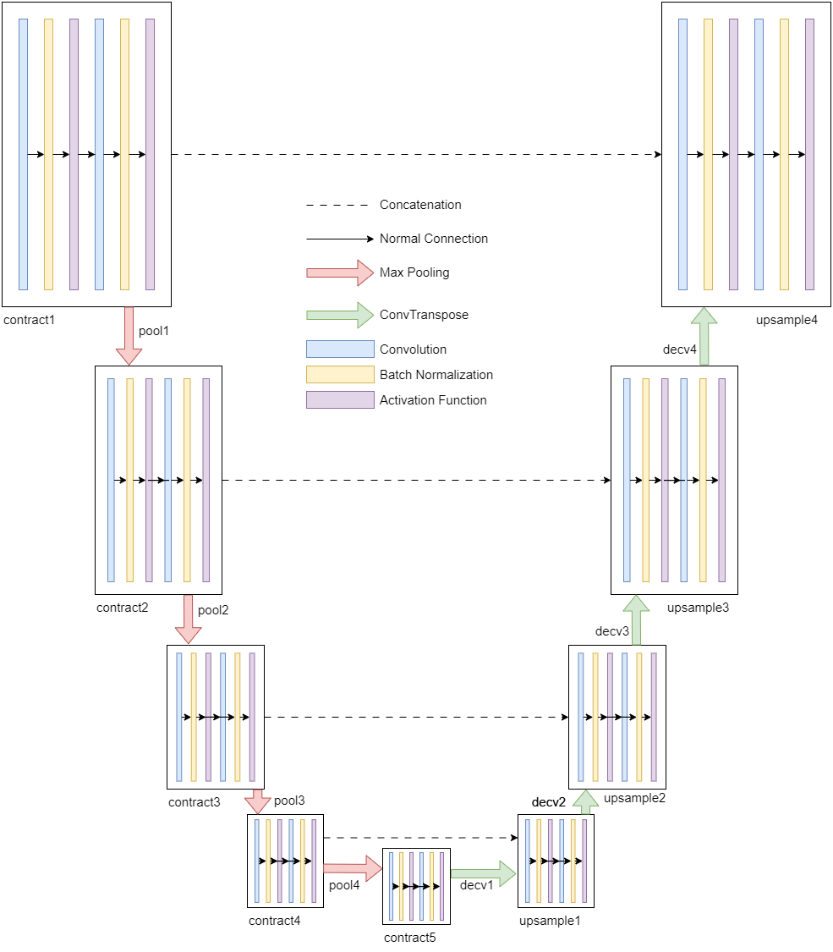 Concatenation
Normal Connection
Max Pooling
contract1
pool1
ConvTranspose
upsample4
decv4
Convolution
Batch Normalization
Activation Function
contract2
pool2
upsample3
decv3
contract3
pool3
decv2
upsample2
pool4
decv1
contract4
upsample1
contract5